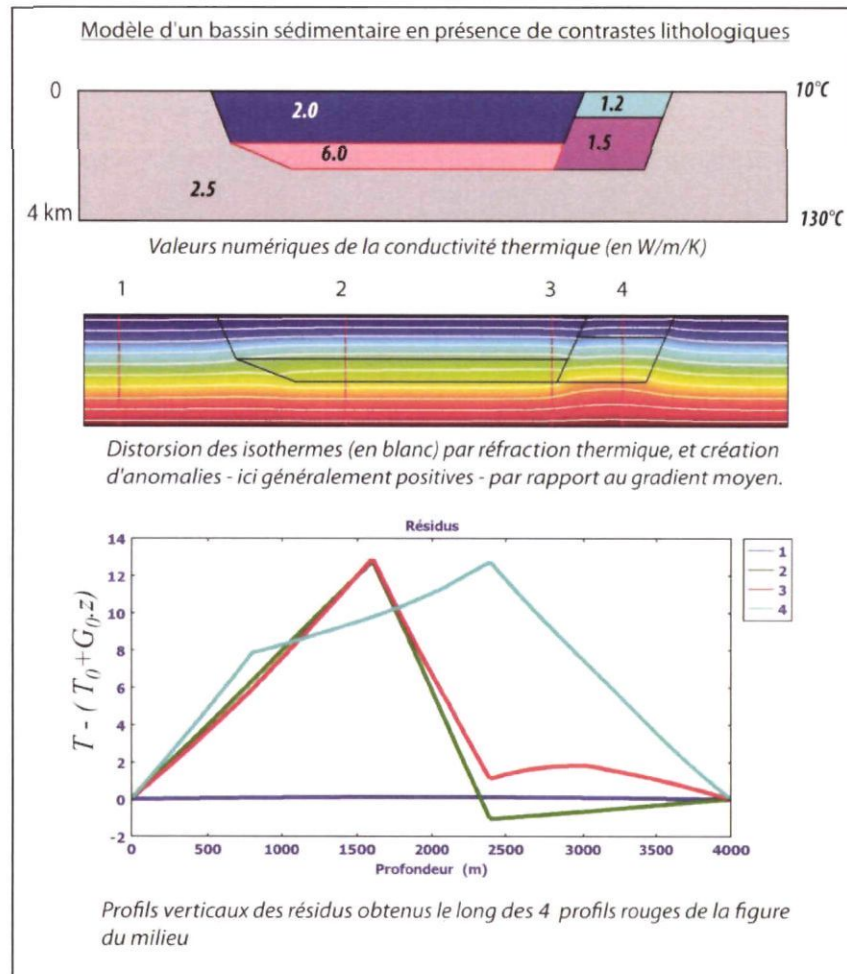 Modèle d'un bassin sédimentaire en présence de contrastes lithologiques
0
10°C
2.0
1.2
1.5
6.0
2.5
4 km
130°C
Valeurs numériques de la conductivité thermique (en W/m/K)
1
2
3
4
Distorsion des isothermes (en blanc) par réfraction thermique, et création
d'anomalies - ici généralement positives - par rapport au gradient moyen.
Résidus
T - ( T0+G0.z)
14
12
10
8
6
4
2
0
-2
0
500
1000
1500
2000
2500
3000
3500
4000
Profondeur (m)
1
2
3
4
Profils verticaux des résidus obtenus le long des 4 profils rouges de la figure
du milieu